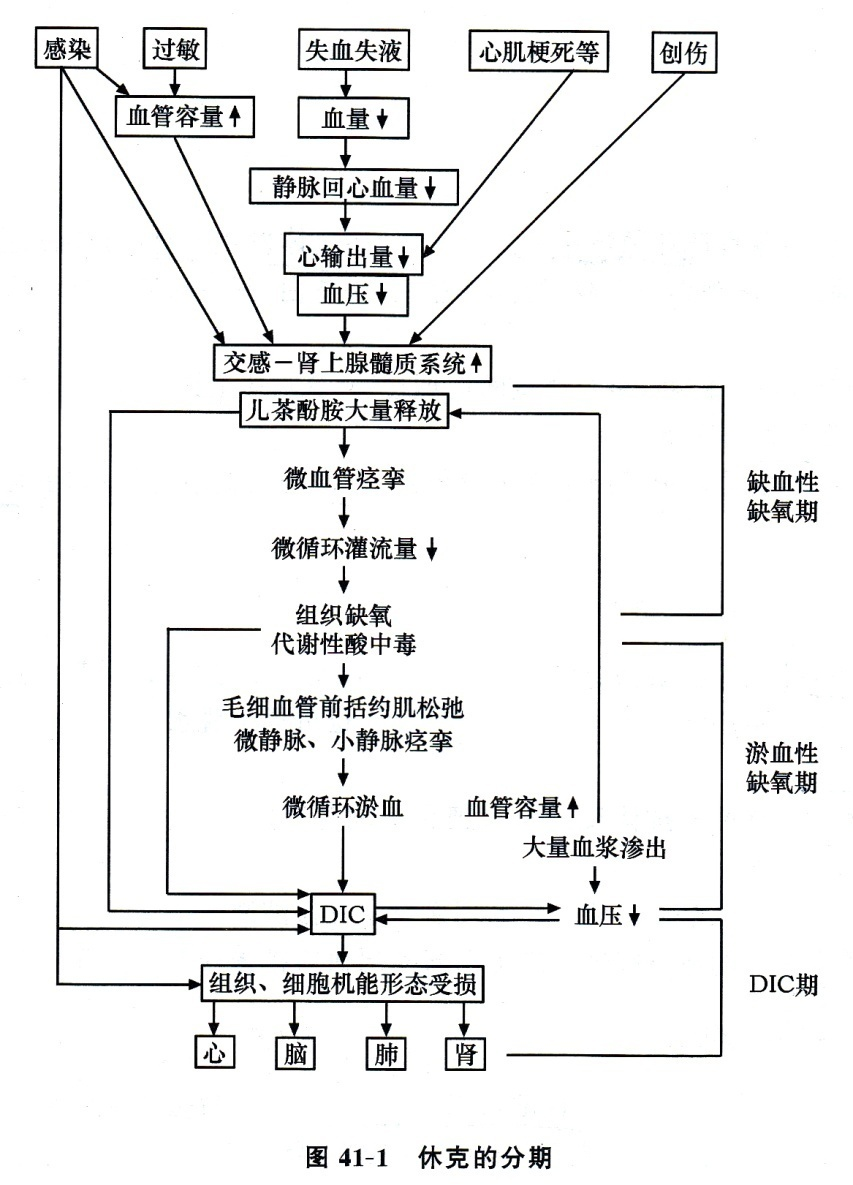 感染
过敏
失血失液
心肌梗死等
创伤
血管容量↑
血量↓
静脉回心血量↓
心输出量↓
血压↓
交感－肾上腺髓质系统↑
儿茶酚胺大量释放
微血管痉挛
缺血性
缺氧期
微循环灌流量↓
组织缺氧
代谢性酸中毒
毛细血管前括约肌松弛
微静脉、小静脉痉挛
淤血性
缺氧期
微循环淤血
血管容量↑
大量血浆渗出
DIC
血压↓
组织、细胞机能形态受损
DIC期
心
脑
肺
肾
图 41-1 休克的分期